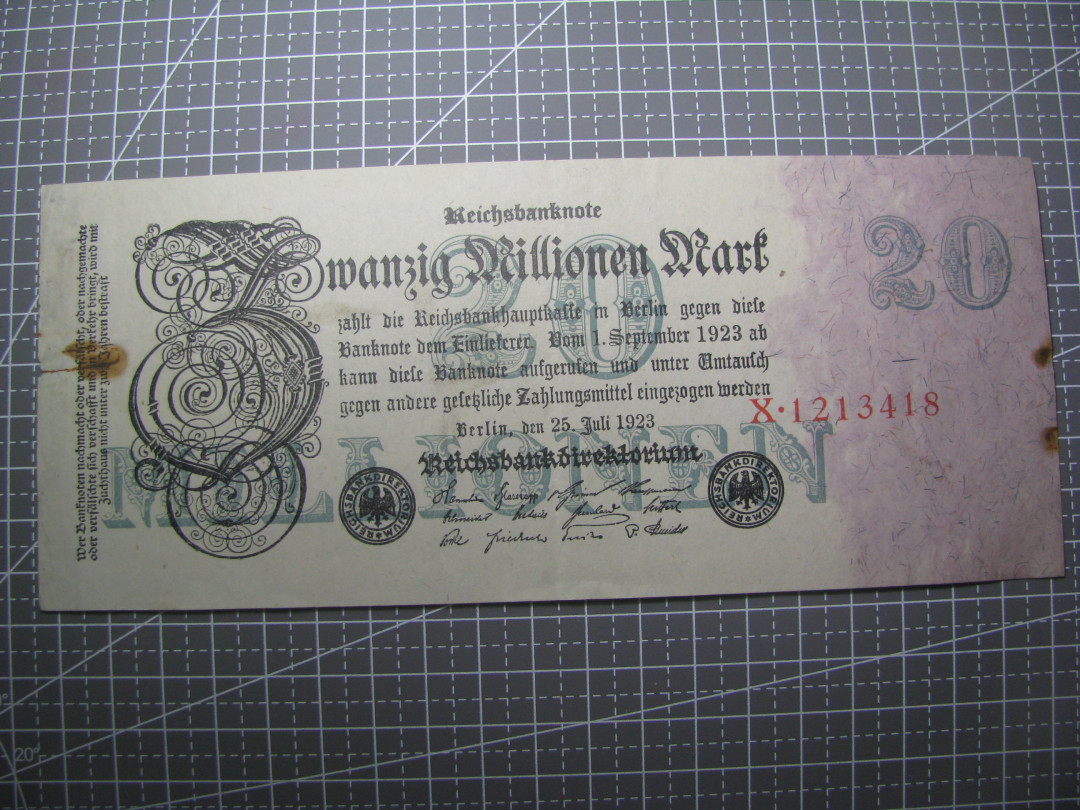 Reichsbanknote
Zwanzig Millionen Mark
20
20
zahlt die Reichsbankhauptkasse in Berlin gegen diese
Banknote dem Einlieferer. Vom 1. September 1923 ab
kann diese Banknote aufgerufen und unter Umtausch
gegen andere gesetzliche Zahlungsmittel eingezogen werden
X·1213418
Berlin, den 25. Juli 1923
MILLIONEN
Reichsbankdirektorium
REICHSBANKDIREKTORIUM
REICHSBANKDIREKTORIUM
Wer Banknoten nachmacht oder verfälscht, oder nachgemachte
oder verfälschte sich verschafft und in Verkehr bringt, wird mit
Zuchthaus nicht unter zwei Jahren bestraft
20°